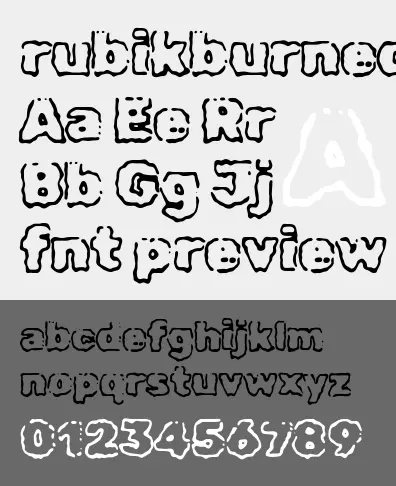 rubikburned
Aa Ee Rr
Bb Gg Jj
A
fnt preview
abcdefghijklm
nopqrstuvwxyz
0123456789